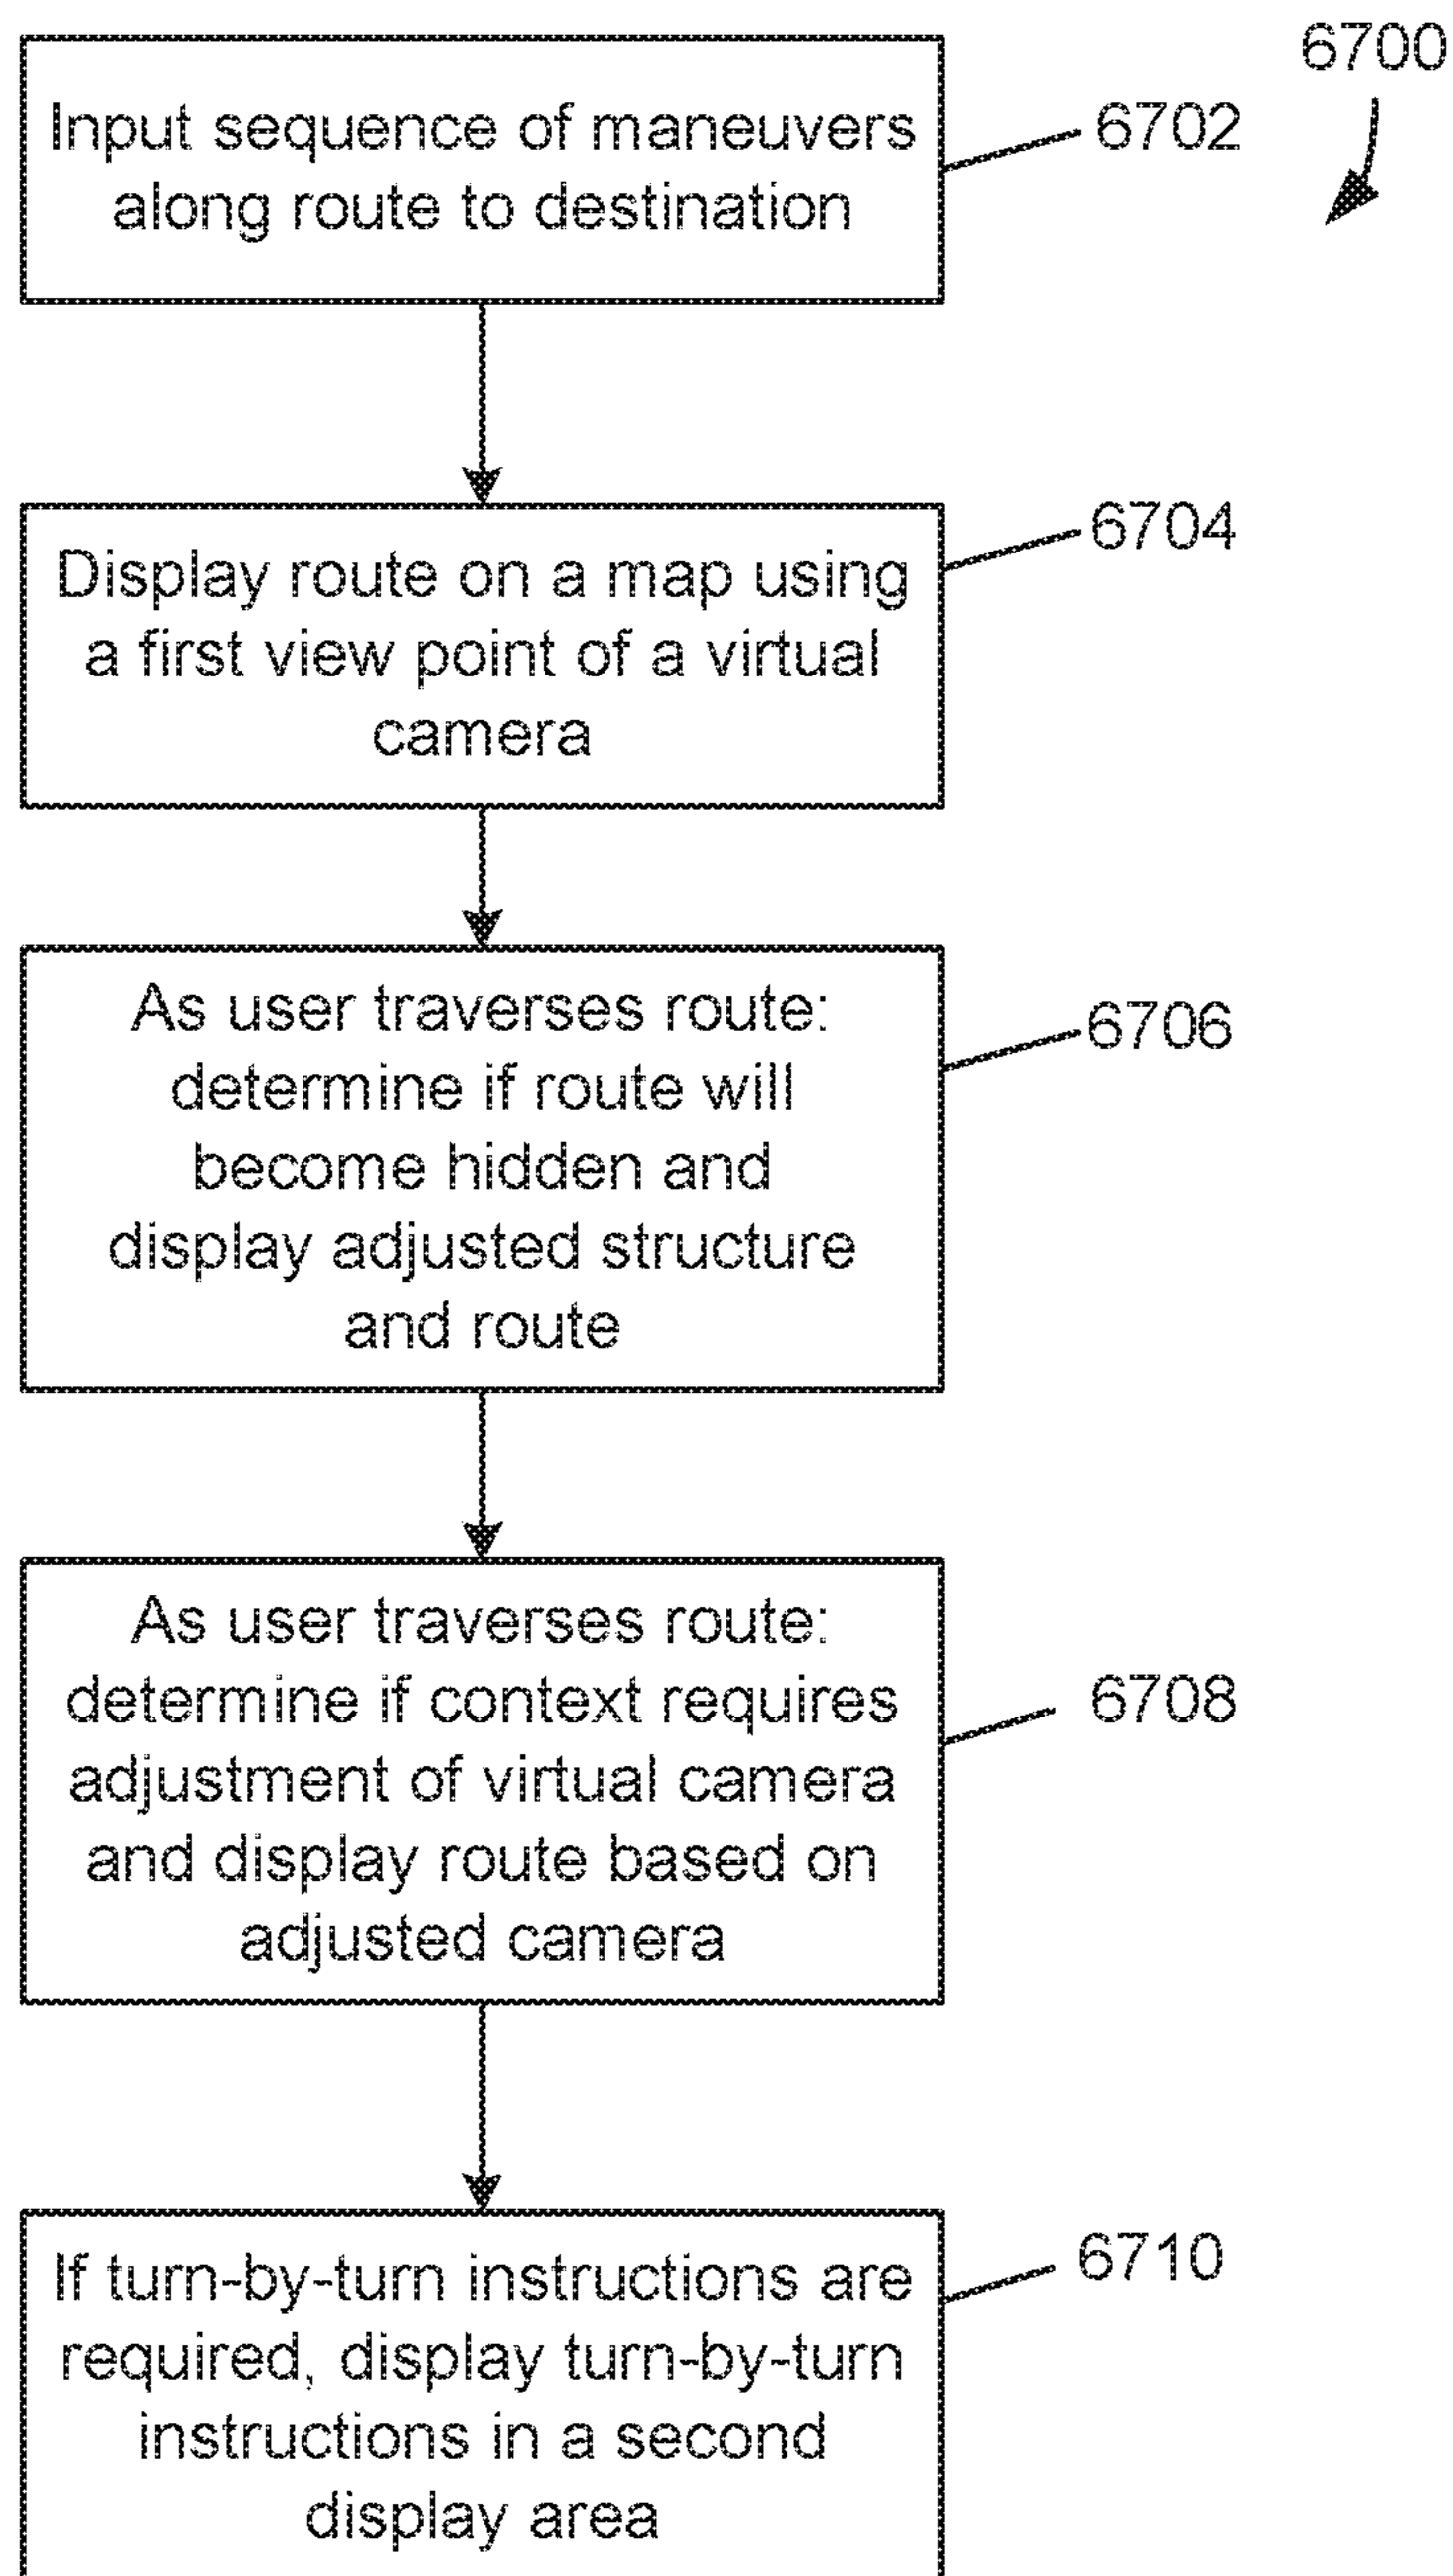 6700
Input sequence of maneuvers
along route to destination
6702
Display route on a map using
a first view point of a virtual
camera
6704
As user traverses route:
determine if route will
become hidden and
display adjusted structure
and route
6706
As user traverses route:
determine if context requires
adjustment of virtual camera
and display route based on
adjusted camera
6708
If turn-by-turn instructions are
required, display turn-by-turn
instructions in a second
display area
6710